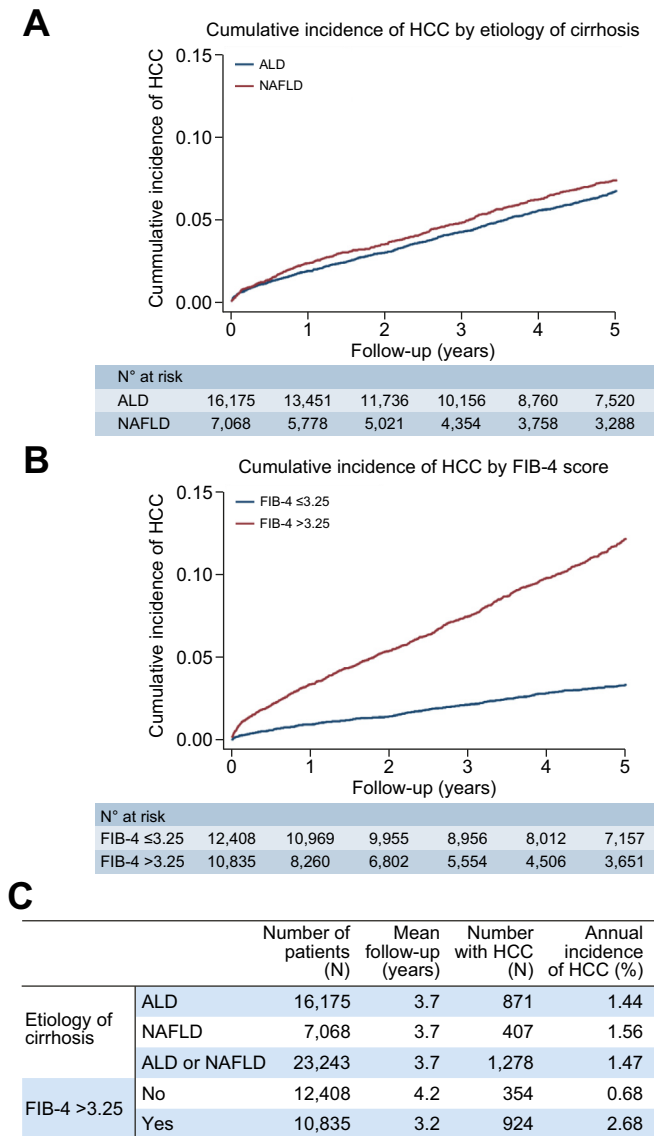 A
Cumulative incidence of HCC by etiology of cirrhosis
Cummulative incidence of HCC
0.15
0.10
0.05
0.00
ALD
NAFLD
0 1 2 3 4 5
Follow-up (years)
N° at risk
ALD 16,175 13,451 11,736 10,156 8,760 7,520
NAFLD 7,068 5,778 5,021 4,354 3,758 3,288
B
Cumulative incidence of HCC by FIB-4 score
Cumulative incidence of HCC
0.15
0.10
0.05
0.00
FIB-4 ≤3.25
FIB-4 >3.25
0 1 2 3 4 5
Follow-up (years)
N° at risk
FIB-4 ≤3.25 12,408 10,969 9,955 8,956 8,012 7,157
FIB-4 >3.25 10,835 8,260 6,802 5,554 4,506 3,651
C
Number of Mean Number Annual
patients follow-up with HCC incidence
(N) (years) (N) of HCC (%)
Etiology of
cirrhosis
ALD 16,175 3.7 871 1.44
NAFLD 7,068 3.7 407 1.56
ALD or NAFLD 23,243 3.7 1,278 1.47
FIB-4 >3.25
No 12,408 4.2 354 0.68
Yes 10,835 3.2 924 2.68